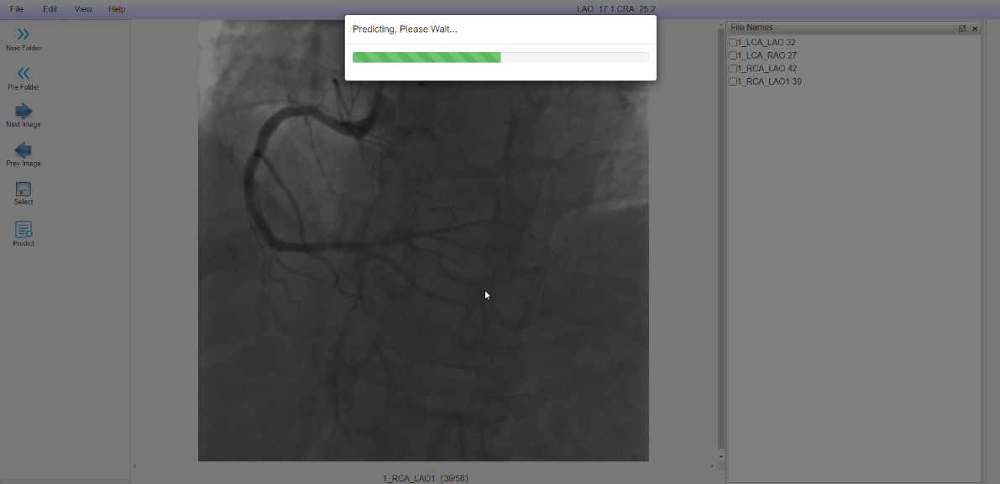 File Edit View Help
LAO: 17.1 CRA: 25.2
Predicting, Please Wait...
Next Folder
Pre Folder
Next Image
Prev Image
Select
Predict
File Names
1_LCA_LAO 32
1_LCA_RAO 27
1_RCA_LAO 42
1_RCA_LAO1 39
1_RCA_LAO1 (39/58)